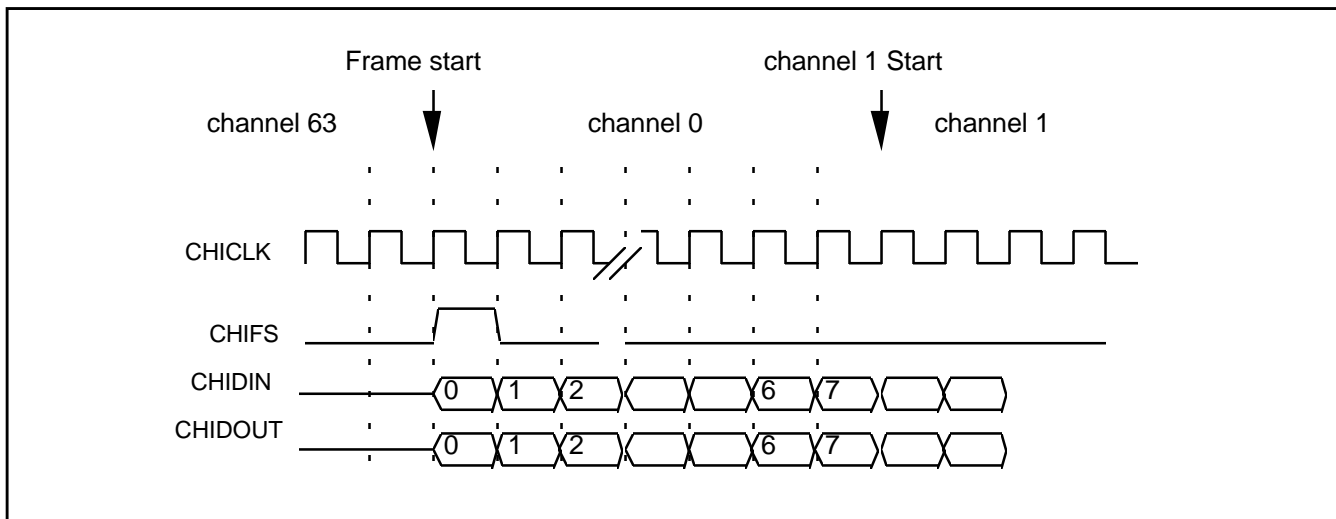 Frame start
channel 1 Start
channel 63
channel 0
channel 1
CHICLK
CHIFS
CHIDIN
0 1 2 6 7
CHIDOUT
0 1 2 6 7